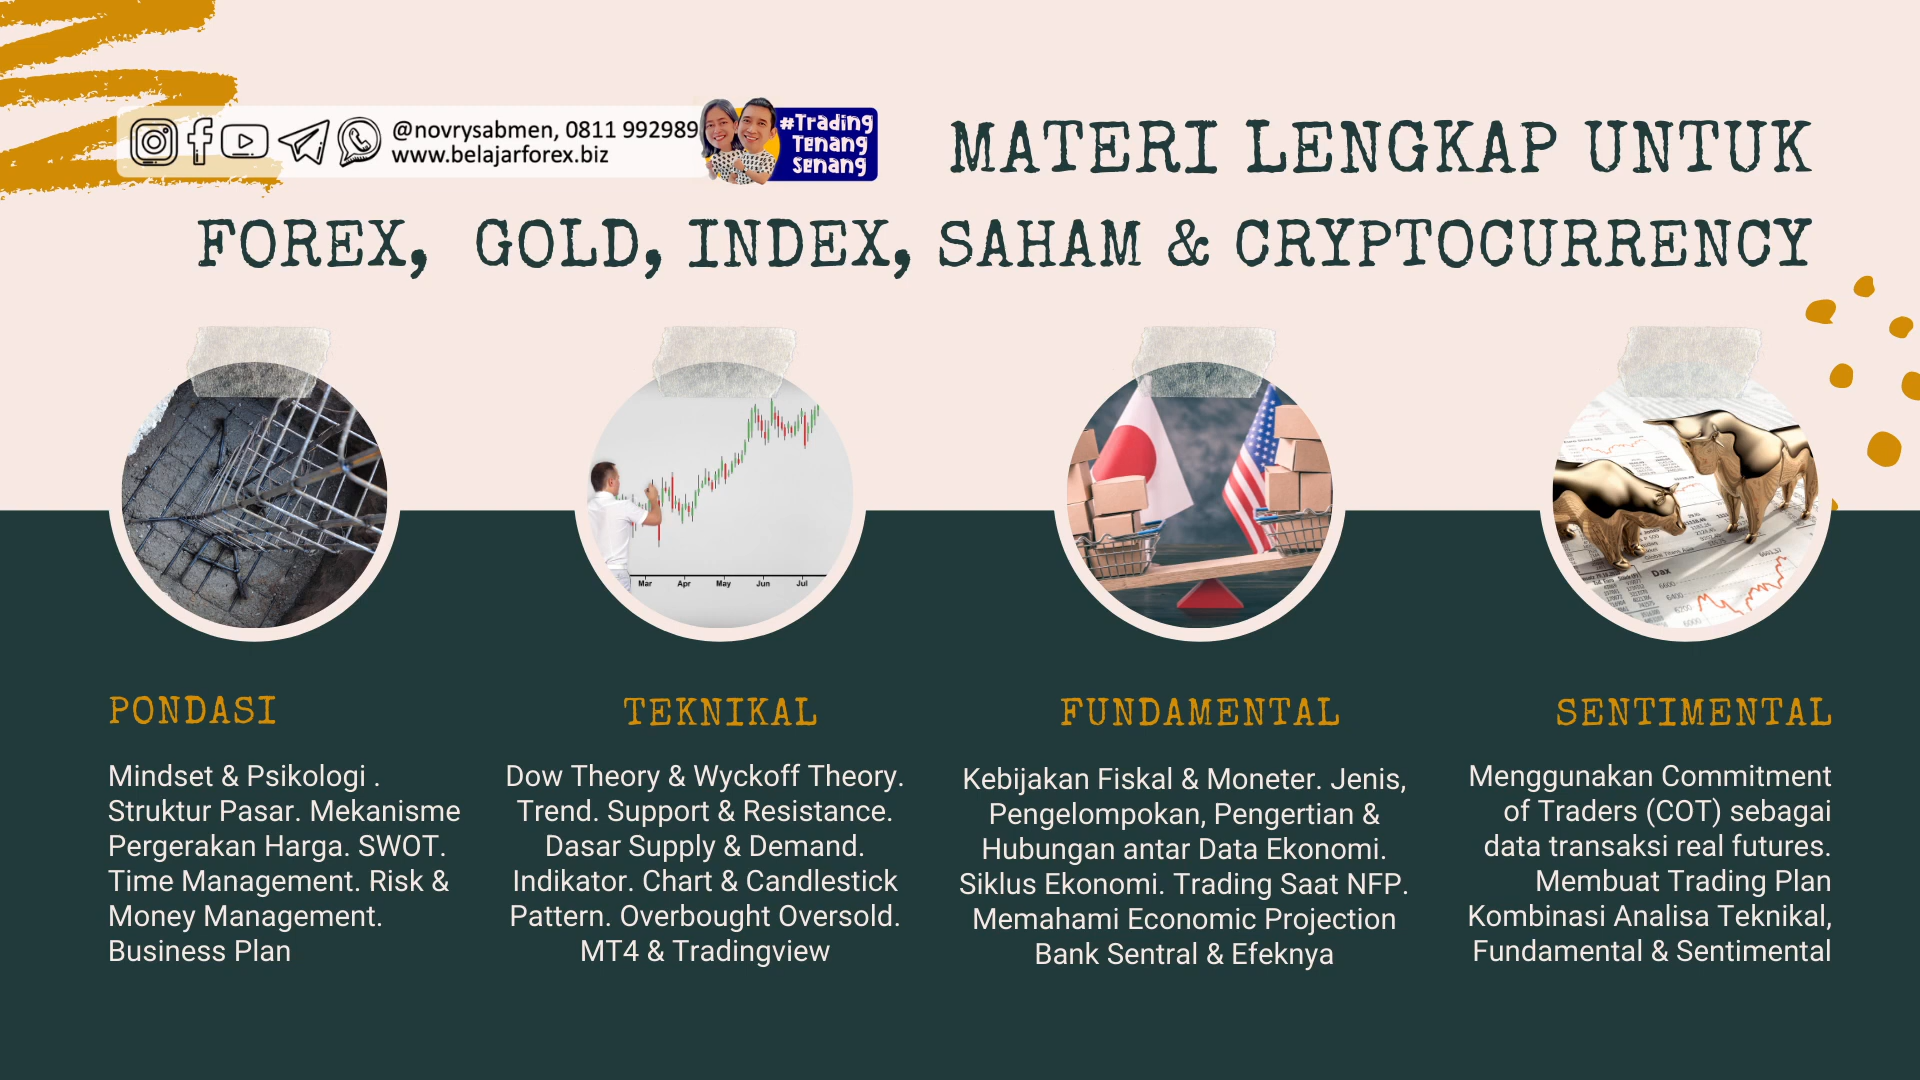 @novrysabmen, 0811 992989
www.belajarforex.biz
#Trading
Tenang
Senang
MATERI LENGKAP UNTUK
FOREX, GOLD, INDEX, SAHAM & CRYPTOCURRENCY
Mar Apr May Jun Jul
Dax
PONDASI
Mindset & Psikologi .
Struktur Pasar. Mekanisme
Pergerakan Harga. SWOT.
Time Management. Risk &
Money Management.
Business Plan
TEKNIKAL
Dow Theory & Wyckoff Theory.
Trend. Support & Resistance.
Dasar Supply & Demand.
Indikator. Chart & Candlestick
Pattern. Overbought Oversold.
MT4 & Tradingview
FUNDAMENTAL
Kebijakan Fiskal & Moneter. Jenis,
Pengelompokan, Pengertian &
Hubungan antar Data Ekonomi.
Siklus Ekonomi. Trading Saat NFP.
Memahami Economic Projection
Bank Sentral & Efeknya
SENTIMENTAL
Menggunakan Commitment
of Traders (COT) sebagai
data transaksi real futures.
Membuat Trading Plan
Kombinasi Analisa Teknikal,
Fundamental & Sentimental